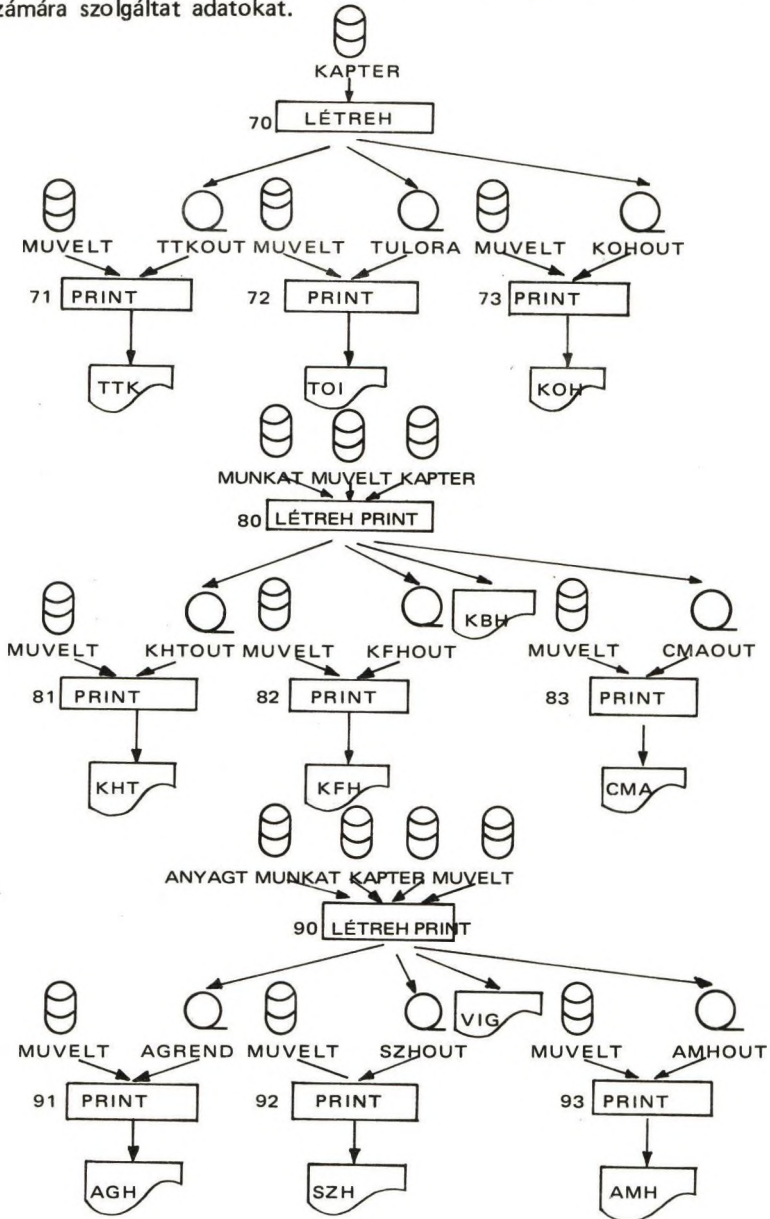 zámára szolgáltat adatokat.
KAPTER
70 LÉTREH
MUVELT TTKOUT MUVELT TULORA MUVELT KOHOUT
71 PRINT 72 PRINT 73 PRINT
TTK TOI KOH
MUNKAT MUVELT KAPTER
80 LÉTREH PRINT
KBH
MUVELT KHTOUT MUVELT KFHOUT MUVELT CMAOUT
81 PRINT 82 PRINT 83 PRINT
KHT KFH CMA
ANYAGT MUNKAT KAPTER MUVELT
90 LÉTREH PRINT
VIG
MUVELT AGREND MUVELT SZHOUT MUVELT AMHOUT
91 PRINT 92 PRINT 93 PRINT
AGH SZH AMH